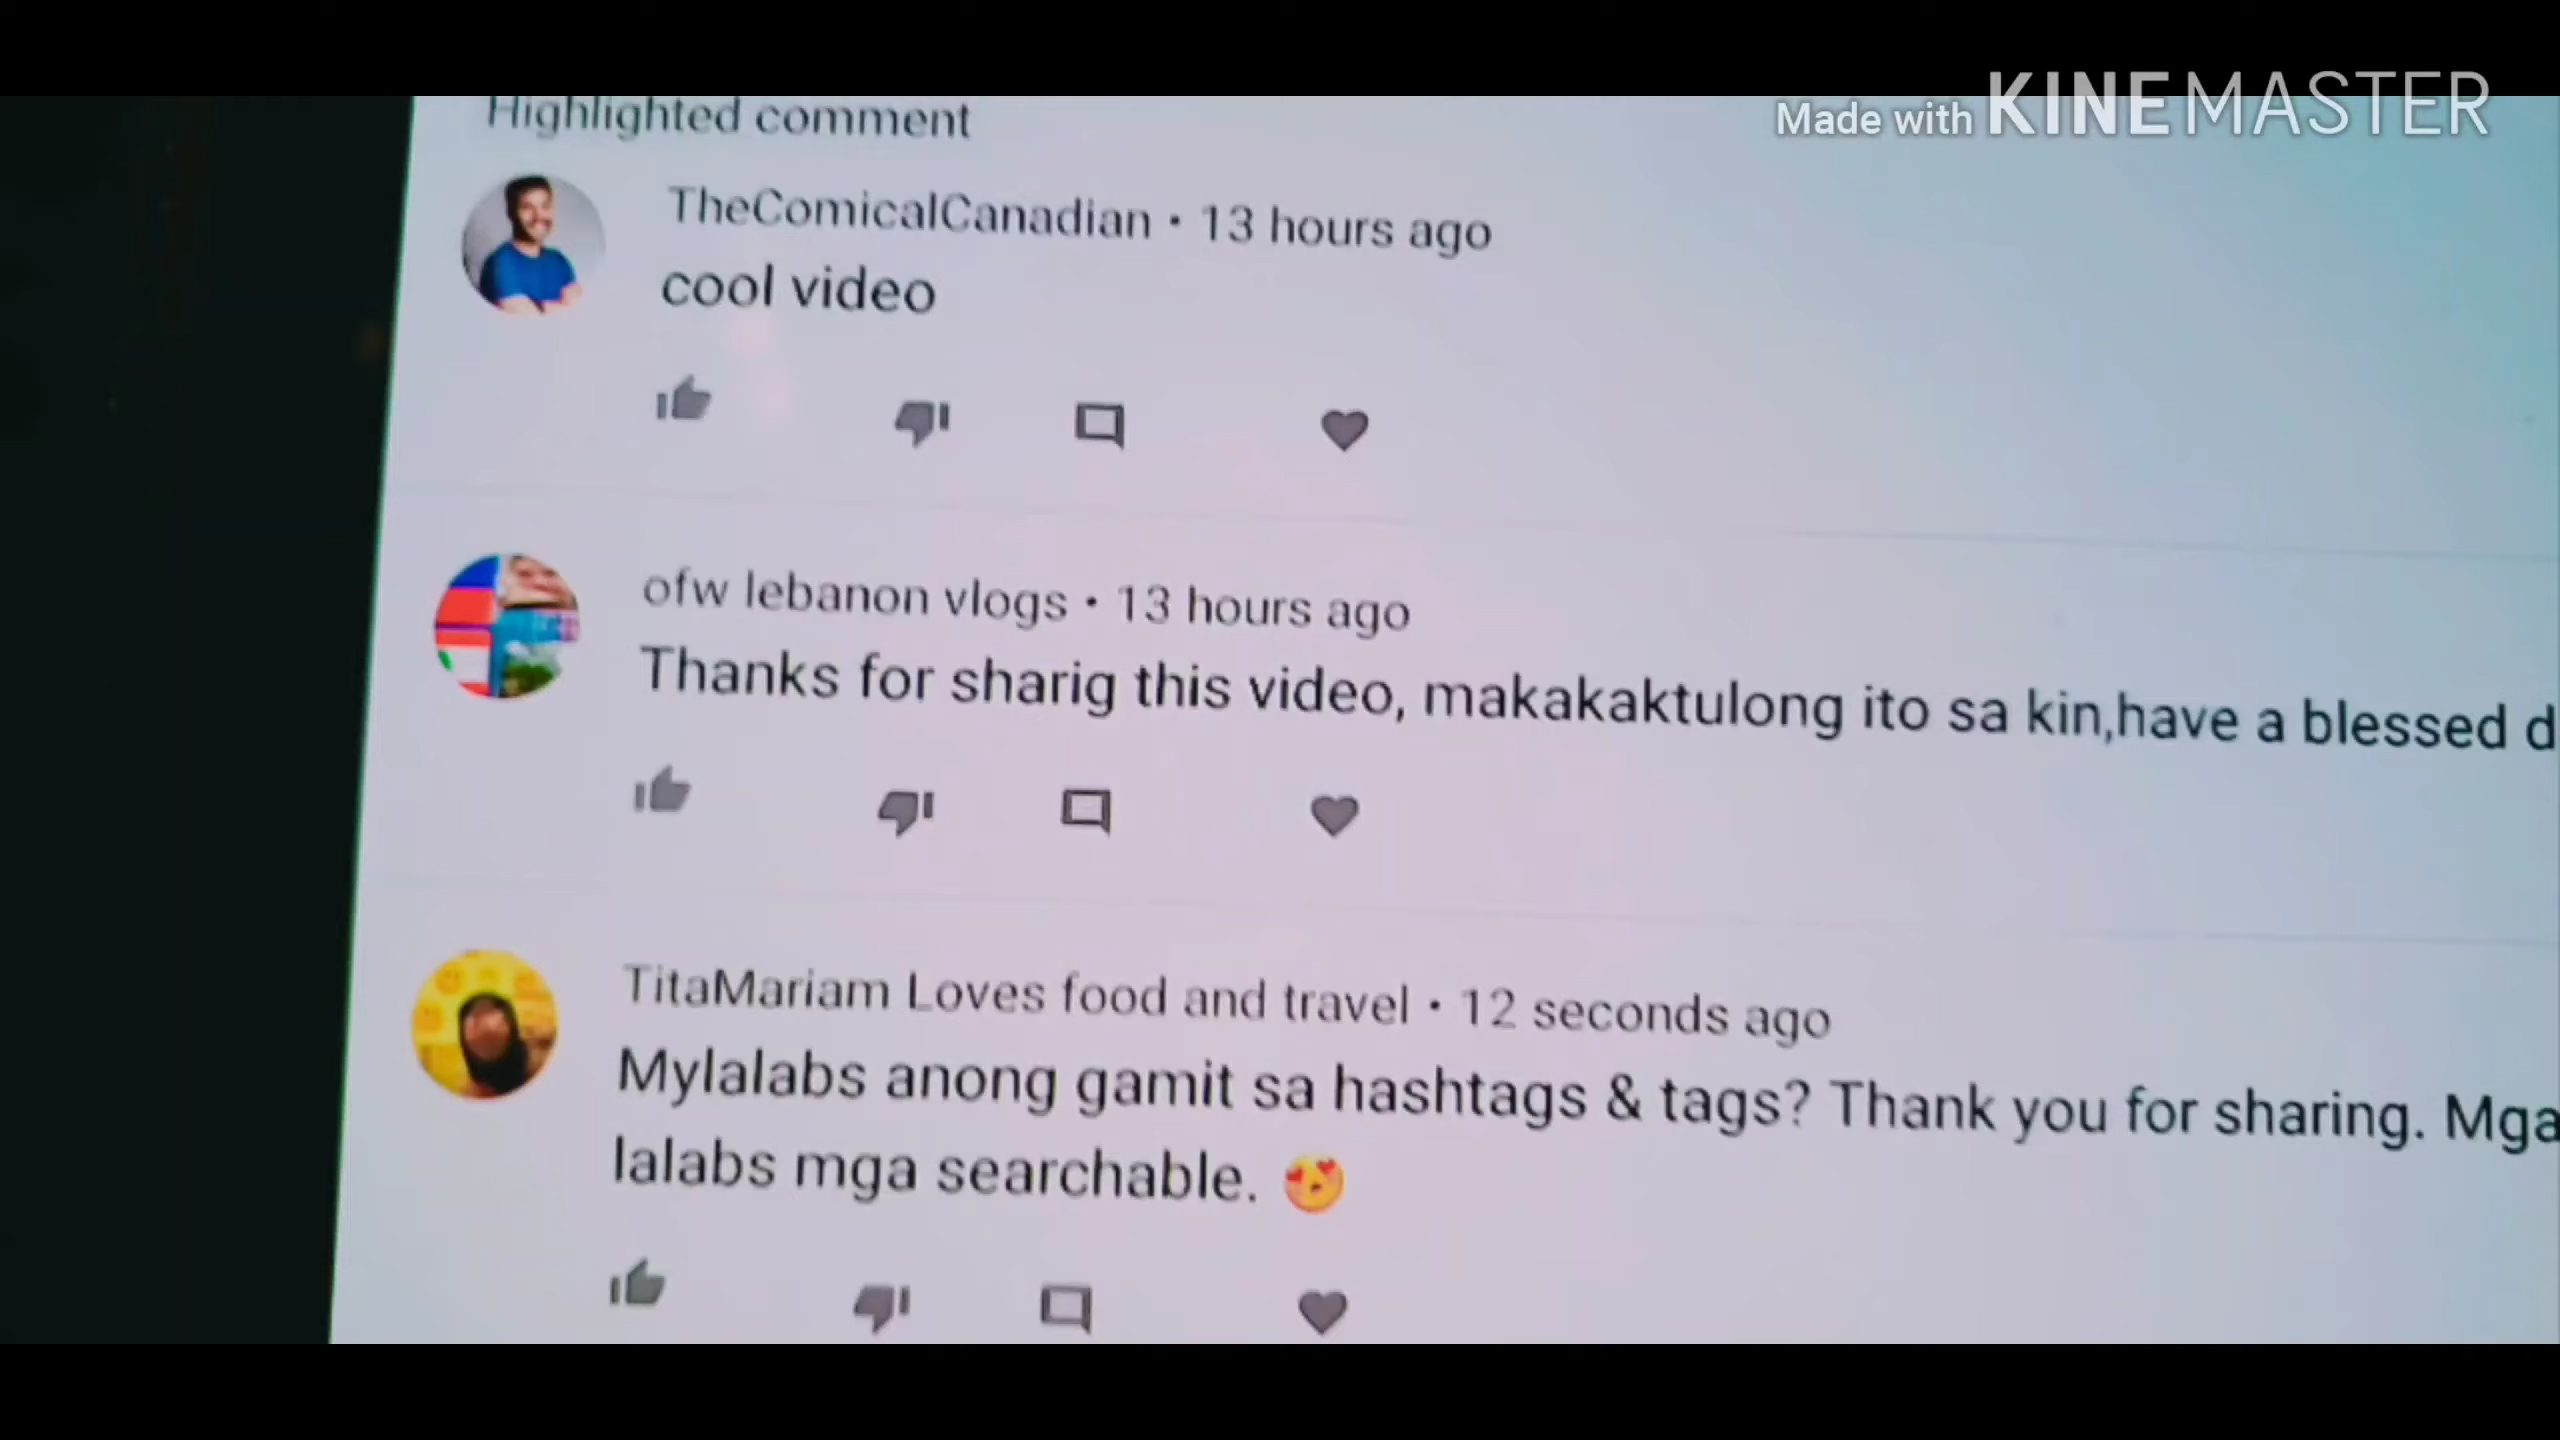 Made with KINEMASTER
Highlighted comment
TheComicalCanadian • 13 hours ago
cool video
ofw lebanon vlogs • 13 hours ago
Thanks for sharig this video, makakaktulong ito sa kin,have a blessed d
TitaMariam Loves food and travel • 12 seconds ago
Mylalabs anong gamit sa hashtags & tags? Thank you for sharing. Mga
lalabs mga searchable. 😍